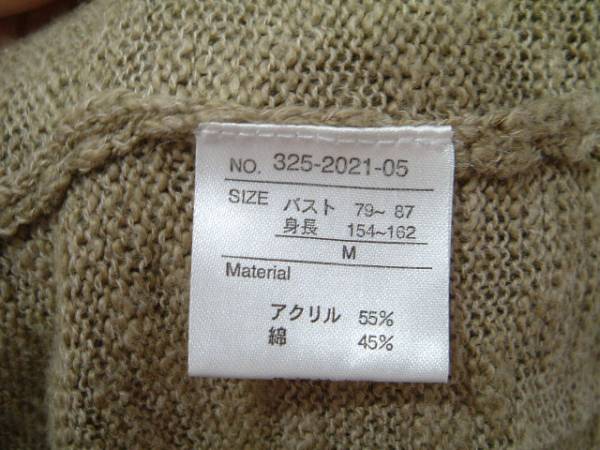 NO. 325-2021-05
SIZE バスト 79~ 87
身長 154~162
M
Material
アクリル 55%
綿 45%